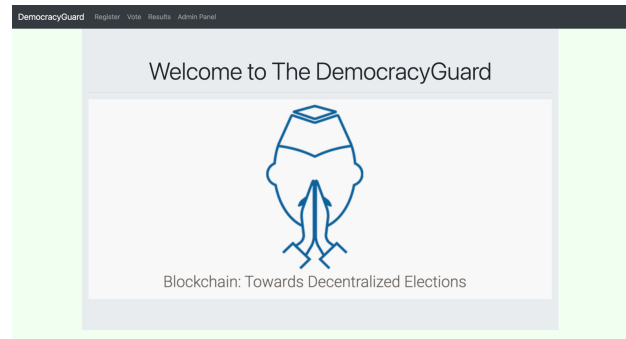 DemocracyGuard Register Vote Results Admin Panel
Welcome to The DemocracyGuard
Blockchain: Towards Decentralized Elections